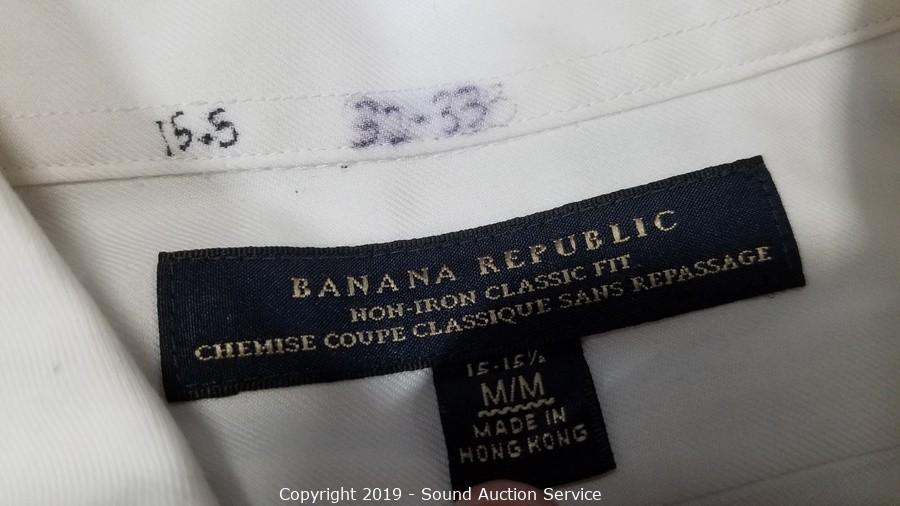 15.5 32-33
BANANA REPUBLIC
NON-IRON CLASSIC FIT
CHEMISE COUPE CLASSIQUE SANS REPASSAGE
15-15½
M/M
MADE IN
HONG KONG
Copyright 2019 - Sound Auction Service